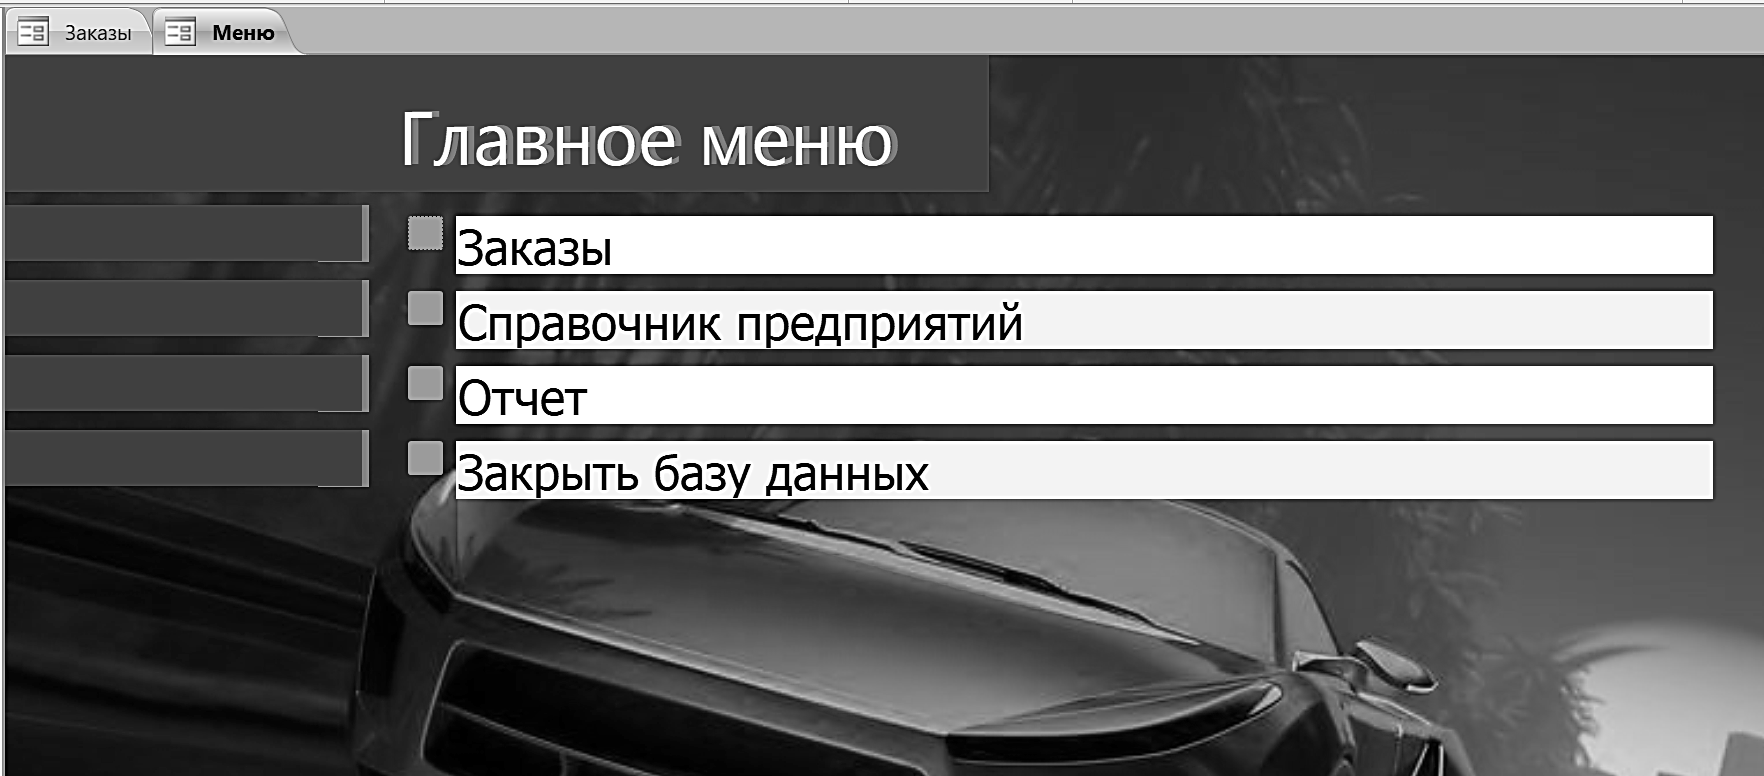 Заказы Меню
Главное меню
Заказы
Справочник предприятий
Отчет
Закрыть базу данных